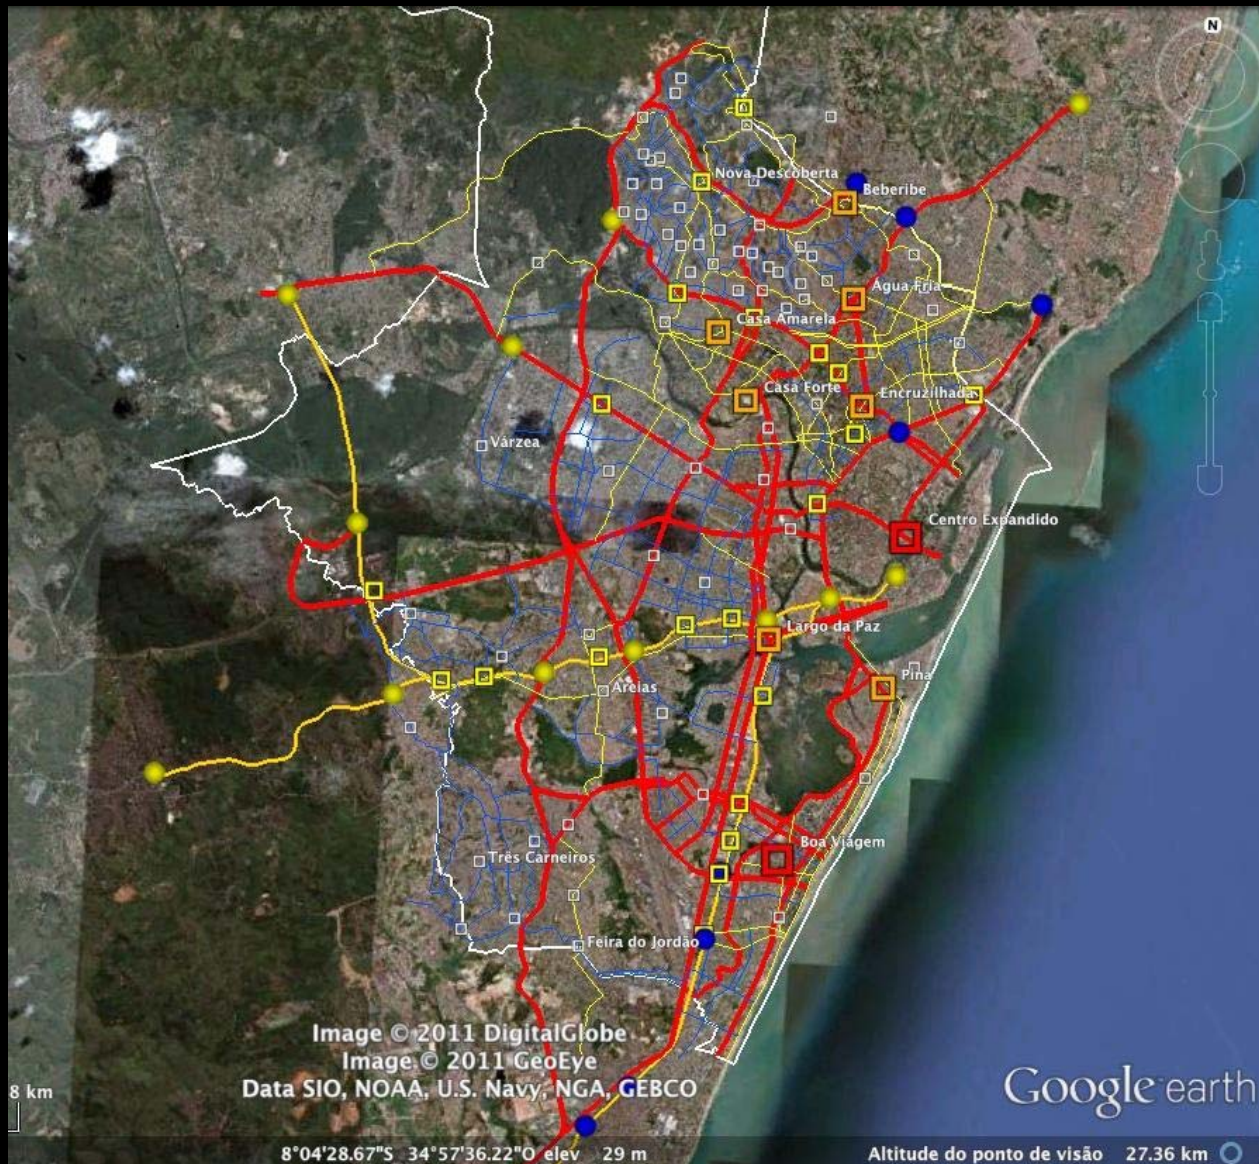 N
Nova Descoberta
Beberibe
Água Fria
Casa Amarela
Casa Forte
Encruzilhada
Várzea
Centro Expandido
Largo da Paz
Pina
Areias
Boa Viagem
Três Carneiros
Feira do Jordão
Image © 2011 DigitalGlobe
Image © 2011 GeoEye
Data SIO, NOAA, U.S. Navy, NGA, GEBCO
8 km
Google earth
8°04'28.67"S 34°57'36.22"O elev 29 m
Altitude do ponto de visão 27.36 km